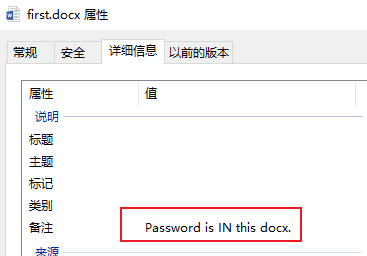 first.docx 属性
常规 安全 详细信息 以前的版本
属性 值
说明
标题
主题
标记
类别
备注 Password is IN this docx.
来源